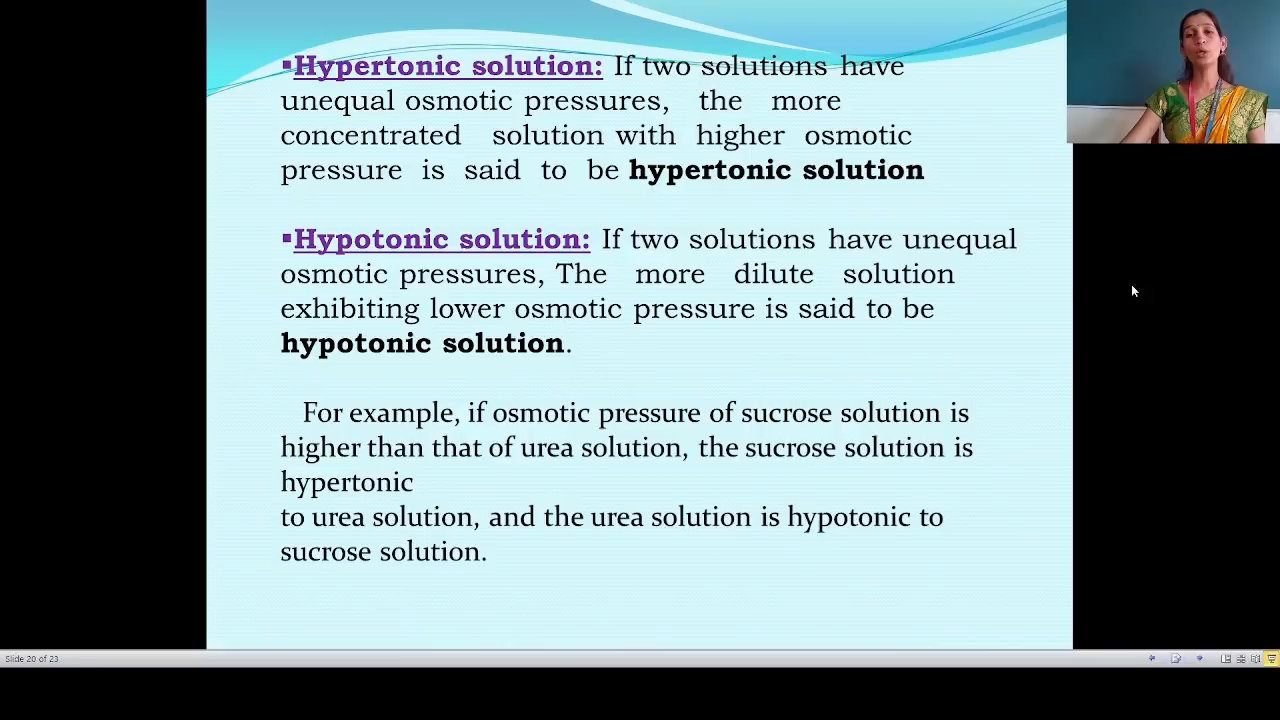 ▪Hypertonic solution: If two solutions have
unequal osmotic pressures, the more
concentrated solution with higher osmotic
pressure is said to be hypertonic solution
▪Hypotonic solution: If two solutions have unequal
osmotic pressures, The more dilute solution
exhibiting lower osmotic pressure is said to be
hypotonic solution.
For example, if osmotic pressure of sucrose solution is
higher than that of urea solution, the sucrose solution is
hypertonic
to urea solution, and the urea solution is hypotonic to
sucrose solution.
Slide 20 of 23